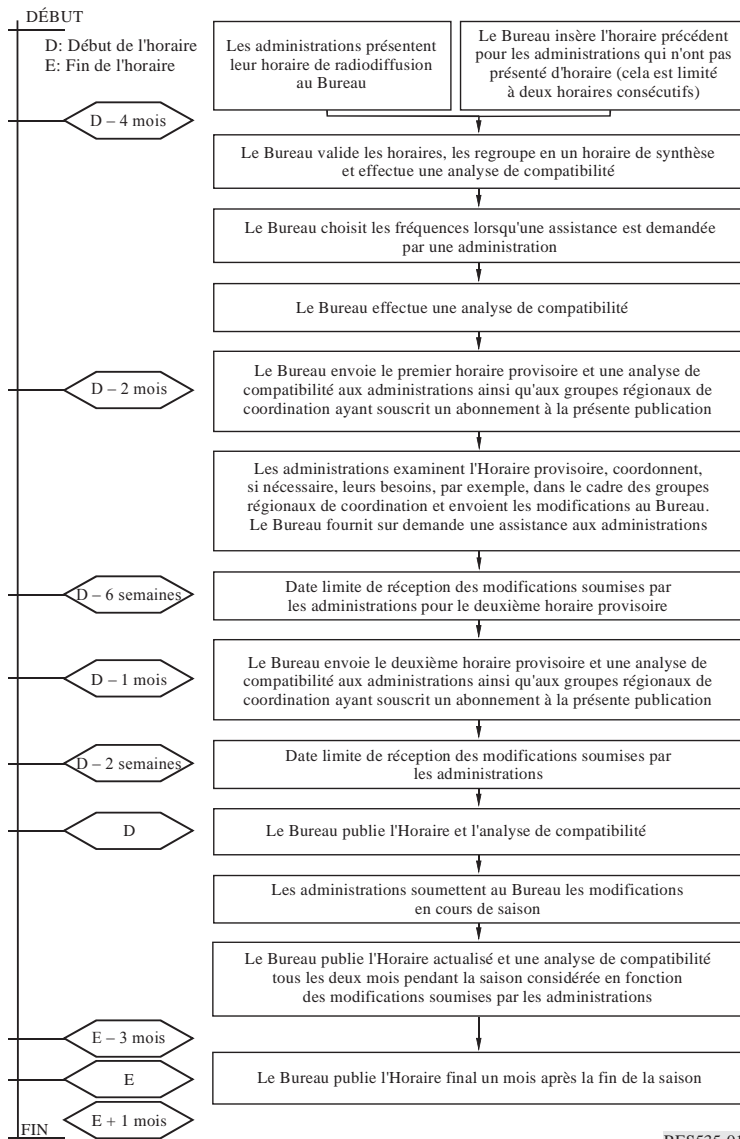 DÉBUT
D: Début de l'horaire
E: Fin de l'horaire
Les administrations présentent
leur horaire de radiodiffusion
au Bureau
Le Bureau insère l'horaire précédent
pour les administrations qui n'ont pas
présenté d'horaire (cela est limité
à deux horaires consécutifs)
D – 4 mois
Le Bureau valide les horaires, les regroupe en un horaire de synthèse
et effectue une analyse de compatibilité
Le Bureau choisit les fréquences lorsqu'une assistance est demandée
par une administration
Le Bureau effectue une analyse de compatibilité
D – 2 mois
Le Bureau envoie le premier horaire provisoire et une analyse de
compatibilité aux administrations ainsi qu'aux groupes régionaux de
coordination ayant souscrit un abonnement à la présente publication
Les administrations examinent l'Horaire provisoire, coordonnent,
si nécessaire, leurs besoins, par exemple, dans le cadre des groupes
régionaux de coordination et envoient les modifications au Bureau.
Le Bureau fournit sur demande une assistance aux administrations
D – 6 semaines
Date limite de réception des modifications soumises par
les administrations pour le deuxième horaire provisoire
D – 1 mois
Le Bureau envoie le deuxième horaire provisoire et une analyse de
compatibilité aux administrations ainsi qu'aux groupes régionaux de
coordination ayant souscrit un abonnement à la présente publication
D – 2 semaines
Date limite de réception des modifications soumises par
les administrations
D
Le Bureau publie l'Horaire et l'analyse de compatibilité
Les administrations soumettent au Bureau les modifications
en cours de saison
Le Bureau publie l'Horaire actualisé et une analyse de compatibilité
tous les deux mois pendant la saison considérée en fonction
des modifications soumises par les administrations
E – 3 mois
E
Le Bureau publie l'Horaire final un mois après la fin de la saison
E + 1 mois
FIN